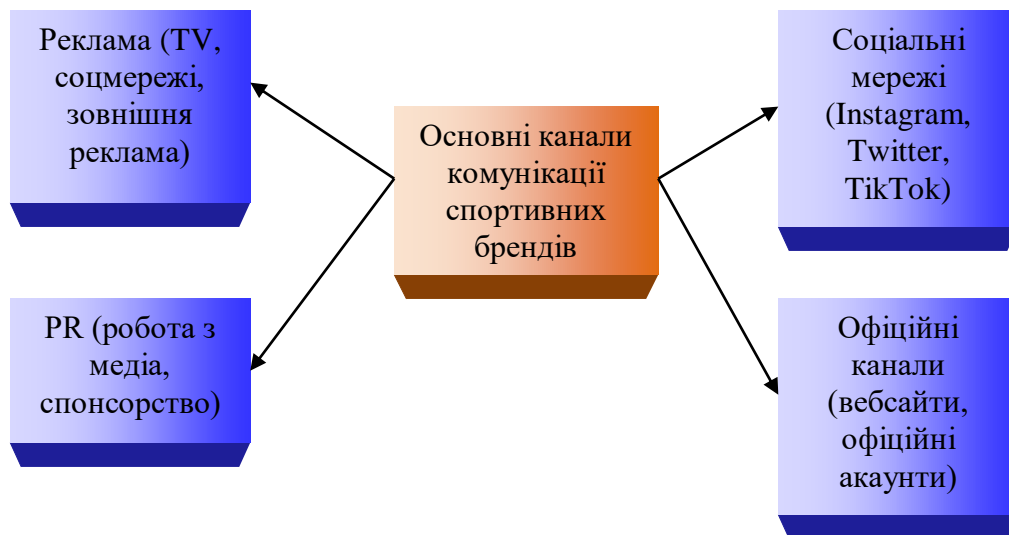 Реклама (TV,
соцмережі,
зовнішня
реклама)
PR (робота з
медіа,
спонсорство)
Основні канали
комунікації
спортивних
брендів
Соціальні
мережі
(Instagram,
Twitter,
TikTok)
Офіційні
канали
(вебсайти,
офіційні
акаунти)